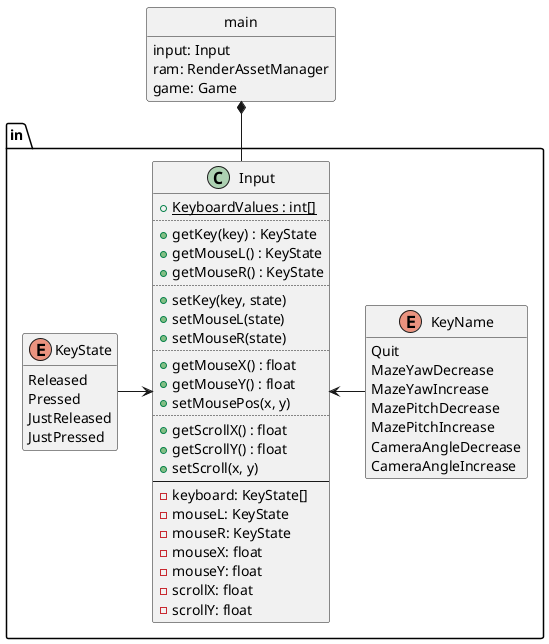 main
input: Input
ram: RenderAssetManager
game: Game
in
C Input
KeyboardValues : int[]
getKey(key) : KeyState
getMouseL() : KeyState
getMouseR() : KeyState
setKey(key, state)
setMouseL(state)
setMouseR(state)
getMouseX() : float
getMouseY() : float
setMousePos(x, y)
getScrollX() : float
getScrollY() : float
setScroll(x, y)
keyboard: KeyState[]
mouseL: KeyState
mouseR: KeyState
mouseX: float
mouseY: float
scrollX: float
scrollY: float
E KeyState
Released
Pressed
JustReleased
JustPressed
E KeyName
Quit
MazeYawDecrease
MazeYawIncrease
MazePitchDecrease
MazePitchIncrease
CameraAngleDecrease
CameraAngleIncrease